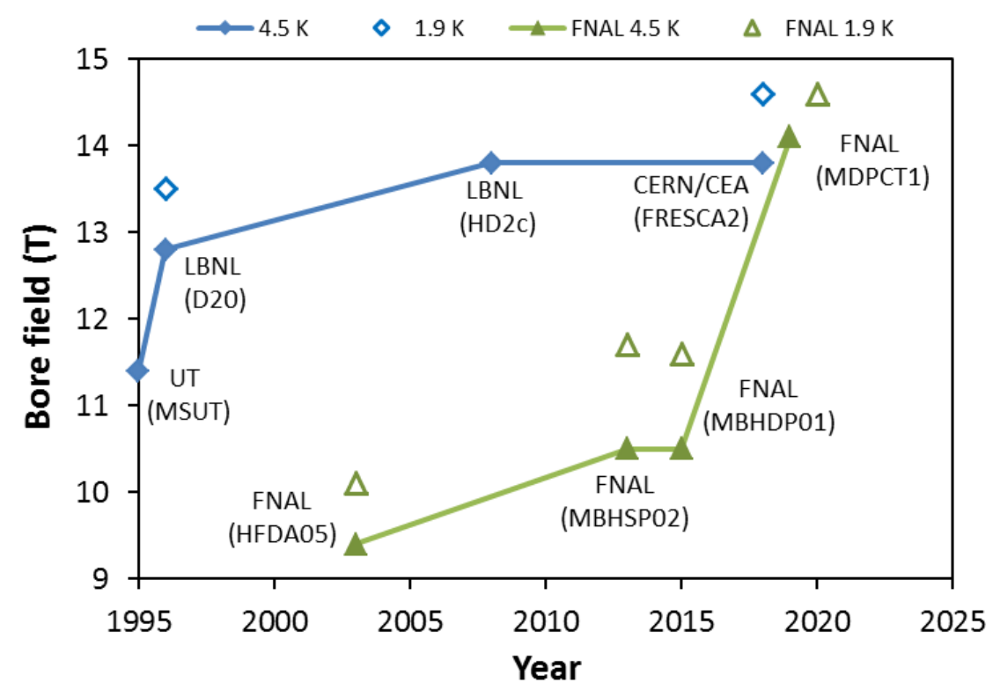 4.5 K
1.9 K
FNAL 4.5 K
FNAL 1.9 K
15
14
13
12
11
10
9
Bore field (T)
UT
(MSUT)
LBNL
(D20)
LBNL
(HD2c)
CERN/CEA
(FRESCA2)
FNAL
(MDPCT1)
FNAL
(MBHDP01)
FNAL
(MBHSP02)
FNAL
(HFDA05)
1995
2000
2005
2010
2015
2020
2025
Year